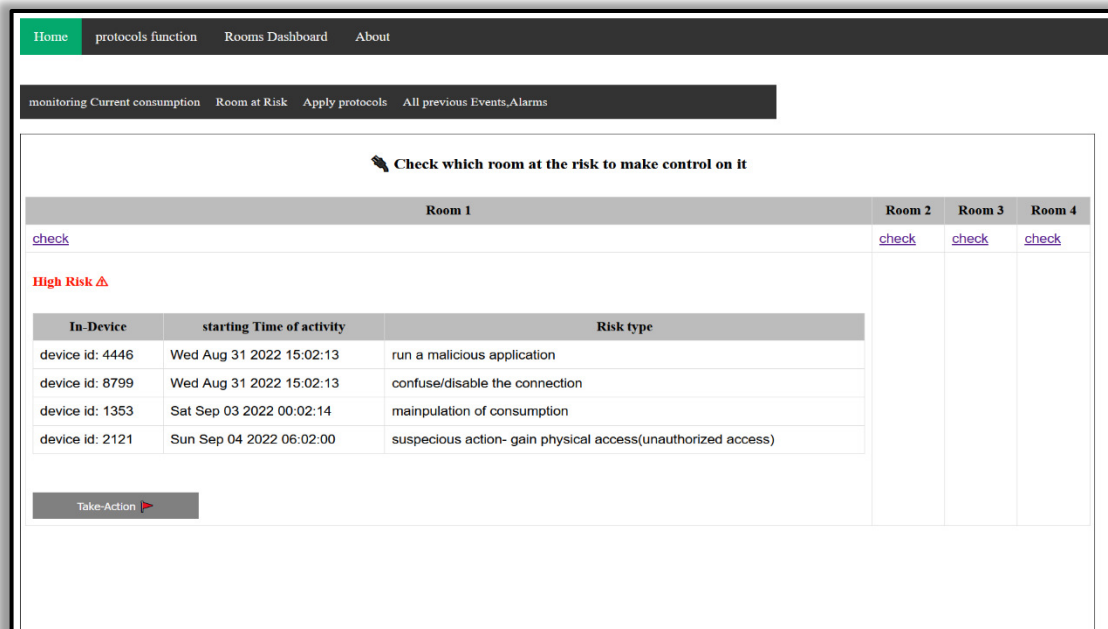 Home protocols function Rooms Dashboard About
monitoring Current consumption Room at Risk Apply protocols All previous Events,Alarms
Check which room at the risk to make control on it
Room 1 Room 2 Room 3 Room 4
check check check check
High Risk ⚠
In-Device starting Time of activity Risk type
device id: 4446 Wed Aug 31 2022 15:02:13 run a malicious application
device id: 8799 Wed Aug 31 2022 15:02:13 confuse/disable the connection
device id: 1353 Sat Sep 03 2022 00:02:14 mainpulation of consumption
device id: 2121 Sun Sep 04 2022 06:02:00 suspecious action- gain physical access(unauthorized access)
Take-Action